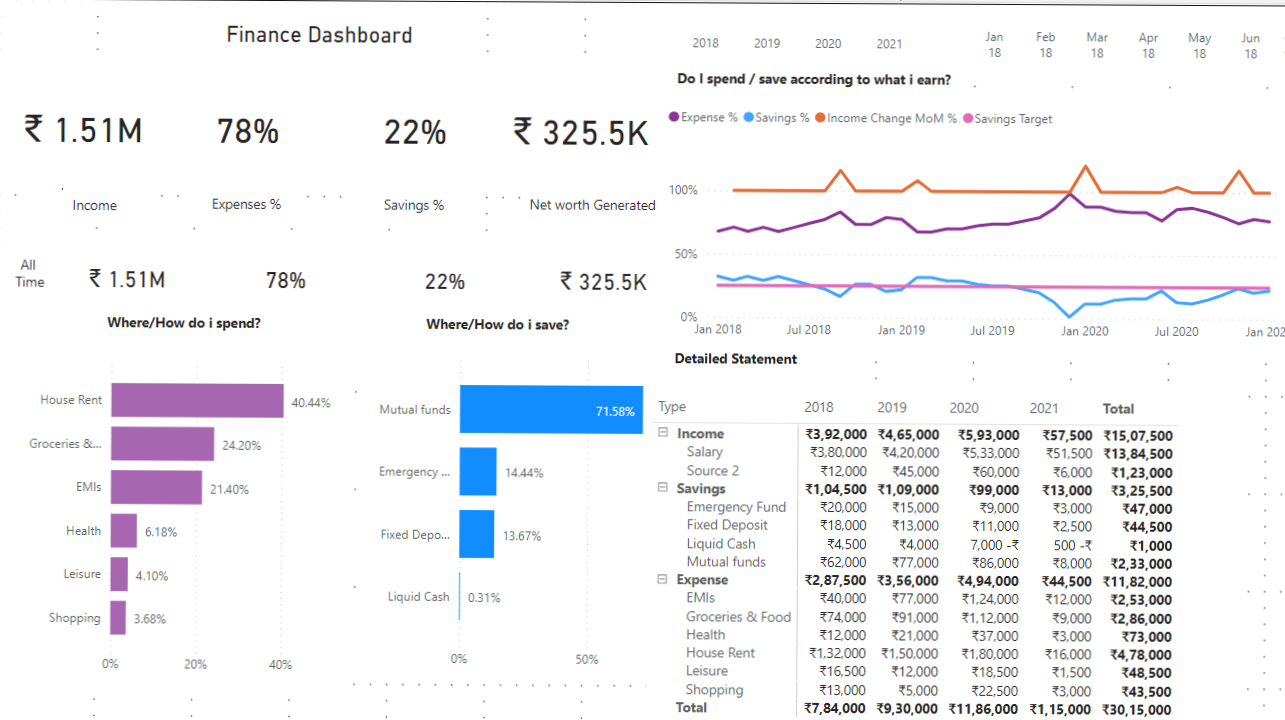 Finance Dashboard
₹ 1.51M 78% 22% ₹ 325.5K
Income Expenses % Savings % Net worth Generated
All Time ₹ 1.51M 78% 22% ₹ 325.5K
Where/How do i spend?
House Rent 40.44%
Groceries &... 24.20%
EMIs 21.40%
Health 6.18%
Leisure 4.10%
Shopping 3.68%
0% 20% 40%
Where/How do i save?
Mutual funds 71.58%
Emergency ... 14.44%
Fixed Depo... 13.67%
Liquid Cash 0.31%
0% 50%
2018 2019 2020 2021 Jan 18 Feb 18 Mar 18 Apr 18 May 18 Jun 18
Do I spend / save according to what i earn?
Expense % Savings % Income Change MoM % Savings Target
100%
50%
0%
Jan 2018 Jul 2018 Jan 2019 Jul 2019 Jan 2020 Jul 2020 Jan 202
Detailed Statement
Type 2018 2019 2020 2021 Total
Income ₹3,92,000 ₹4,65,000 ₹5,93,000 ₹57,500 ₹15,07,500
Salary ₹3,80,000 ₹4,20,000 ₹5,33,000 ₹51,500 ₹13,84,500
Source 2 ₹12,000 ₹45,000 ₹60,000 ₹6,000 ₹1,23,000
Savings ₹1,04,500 ₹1,09,000 ₹99,000 ₹13,000 ₹3,25,500
Emergency Fund ₹20,000 ₹15,000 ₹9,000 ₹3,000 ₹47,000
Fixed Deposit ₹18,000 ₹13,000 ₹11,000 ₹2,500 ₹44,500
Liquid Cash ₹4,500 ₹4,000 7,000 -₹ 500 -₹ ₹1,000
Mutual funds ₹62,000 ₹77,000 ₹86,000 ₹8,000 ₹2,33,000
Expense ₹2,87,500 ₹3,56,000 ₹4,94,000 ₹44,500 ₹11,82,000
EMIs ₹40,000 ₹77,000 ₹1,24,000 ₹12,000 ₹2,53,000
Groceries & Food ₹74,000 ₹91,000 ₹1,12,000 ₹9,000 ₹2,86,000
Health ₹12,000 ₹21,000 ₹37,000 ₹3,000 ₹73,000
House Rent ₹1,32,000 ₹1,50,000 ₹1,80,000 ₹16,000 ₹4,78,000
Leisure ₹16,500 ₹12,000 ₹18,500 ₹1,500 ₹48,500
Shopping ₹13,000 ₹5,000 ₹22,500 ₹3,000 ₹43,500
Total ₹7,84,000 ₹9,30,000 ₹11,86,000 ₹1,15,000 ₹30,15,000